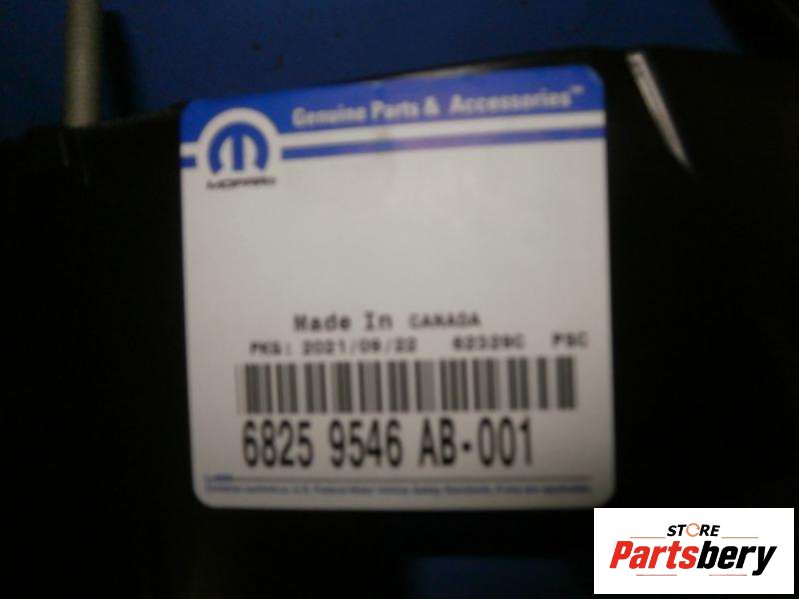 Genuine Parts & Accessories™
MOPAR
Made In CANADA
PKG: 2021/09/22 62329C PSC
6825 9546 AB-001
STORE
Partsbery